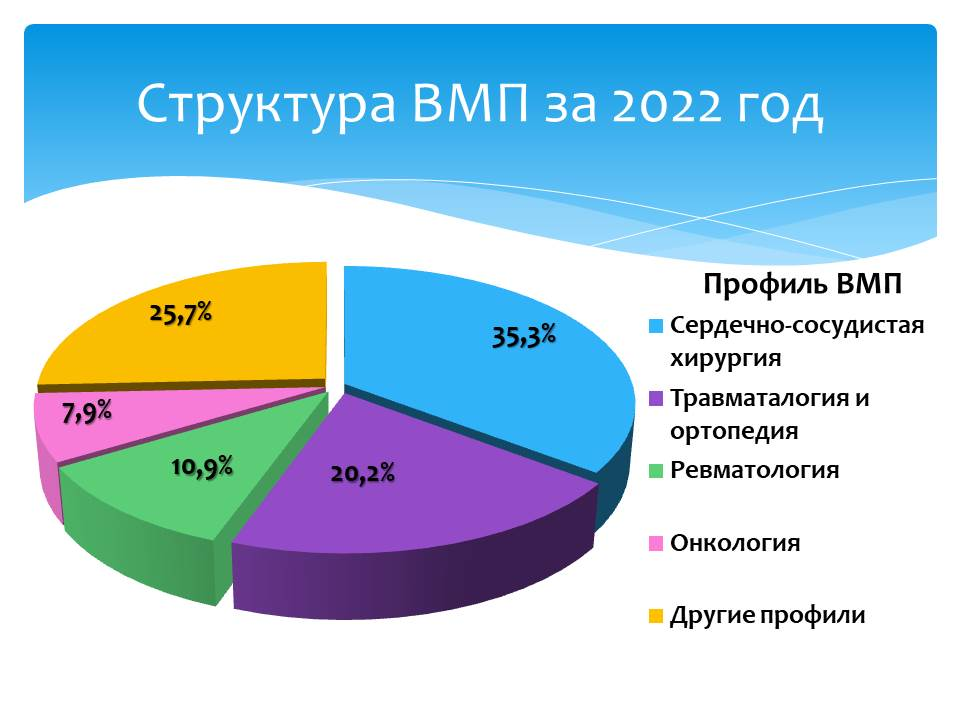 Структура ВМП за 2022 год
25,7%
35,3%
7,9%
10,9%
20,2%
Профиль ВМП
Сердечно-сосудистая
хирургия
Травматалогия и
ортопедия
Ревматология
Онкология
Другие профили